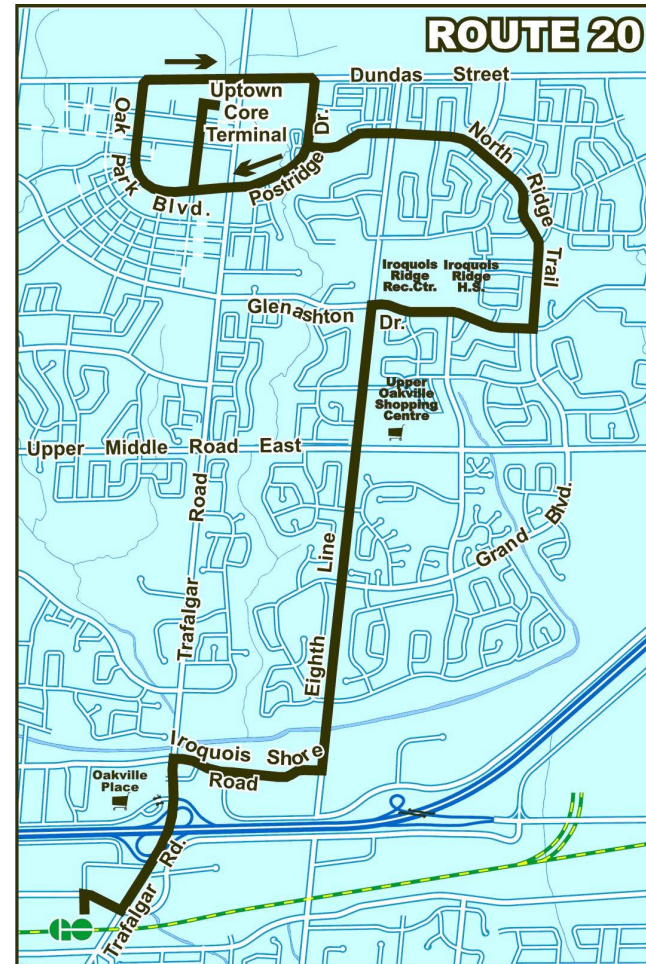 ROUTE 20
Dundas Street
Uptown
Core
Terminal
Oak Park Blvd.
Postridge Dr.
North Ridge Trail
Iroquois
Ridge
Rec.Ctr.
Iroquois
Ridge
H.S.
Glenashton Dr.
Upper
Oakville
Shopping
Centre
Upper Middle Road East
Trafalgar Road
Eighth Line
Grand Blvd.
Iroquois Shore
Road
Oakville
Place
Trafalgar Rd.
GO